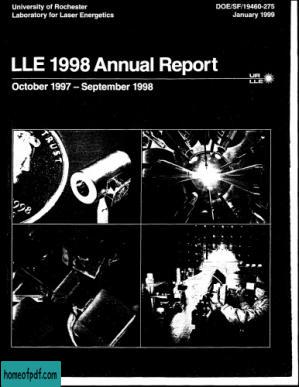 University of Rochester
Laboratory for Laser Energetics
DOE/SF/19460-275
January 1999
LLE 1998 Annual Report
October 1997 – September 1998
UR
LLE
TRUST
1998
homeofpdf.com